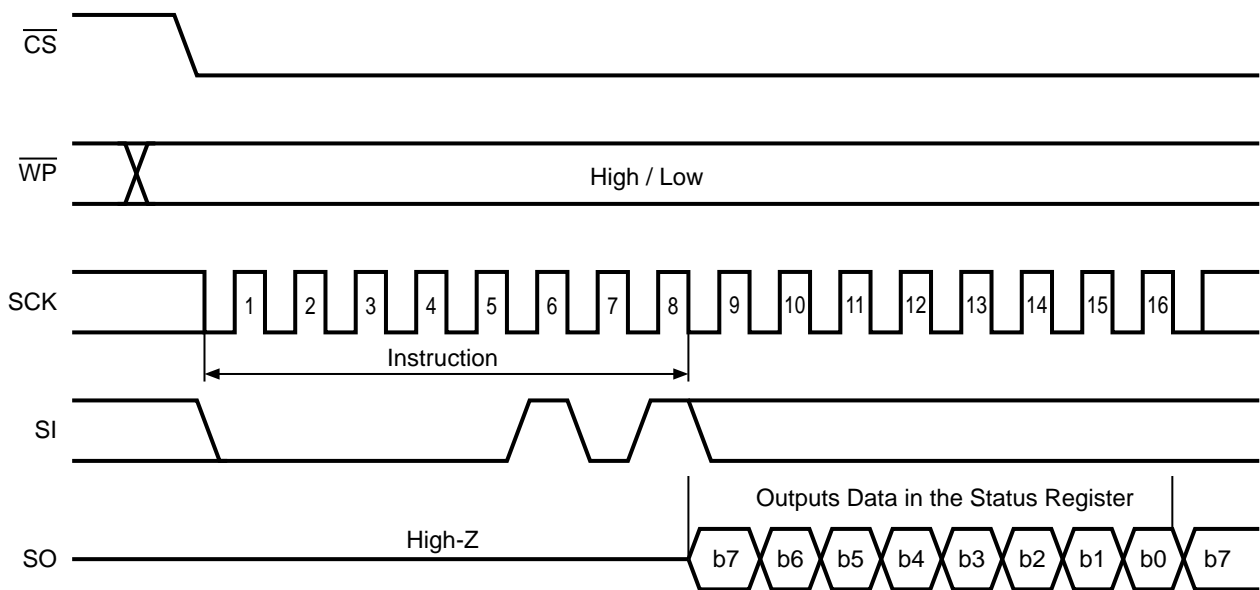 CS
WP
High / Low
SCK
1 2 3 4 5 6 7 8 9 10 11 12 13 14 15 16
Instruction
SI
Outputs Data in the Status Register
High-Z
SO
b7 b6 b5 b4 b3 b2 b1 b0 b7